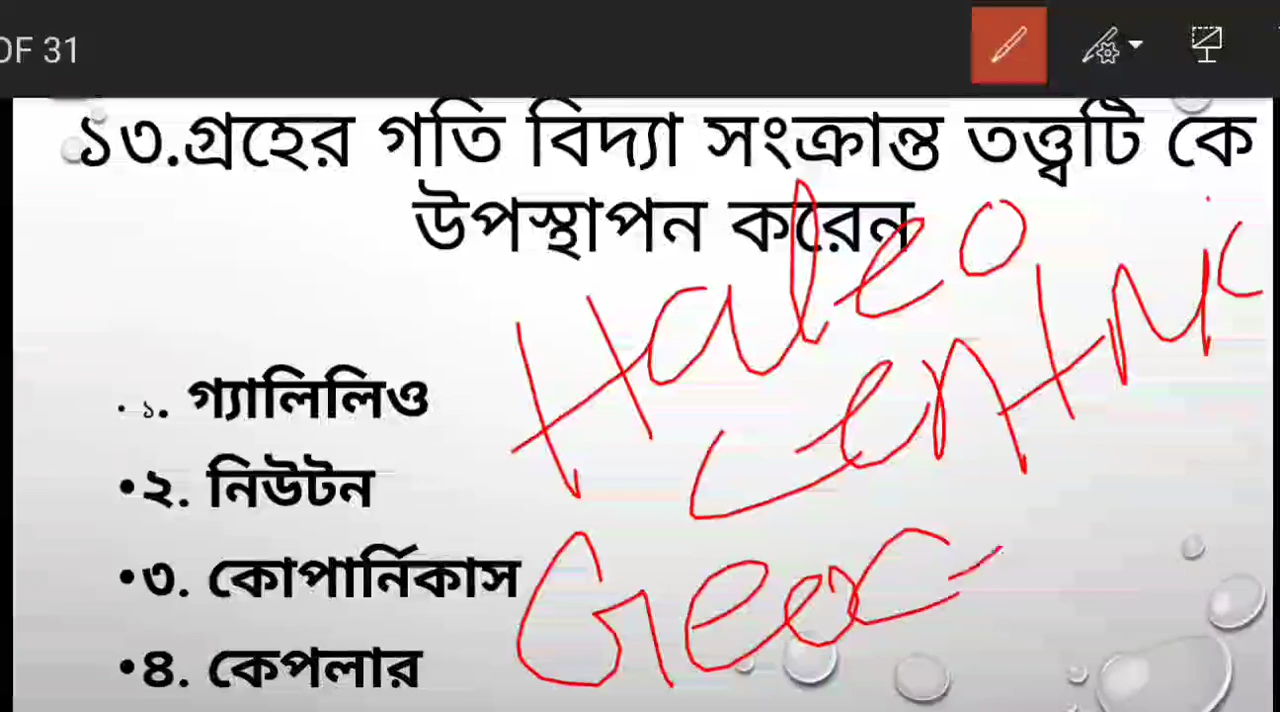 OF 31
১৩.গ্রহের গতি বিদ্যা সংক্রান্ত তত্ত্বটি কে
উপস্থাপন করেন
Haleo
centric
• ১. গ্যালিলিও
•২. নিউটন
•৩. কোপার্নিকাস
Geoc
•৪. কেপলার